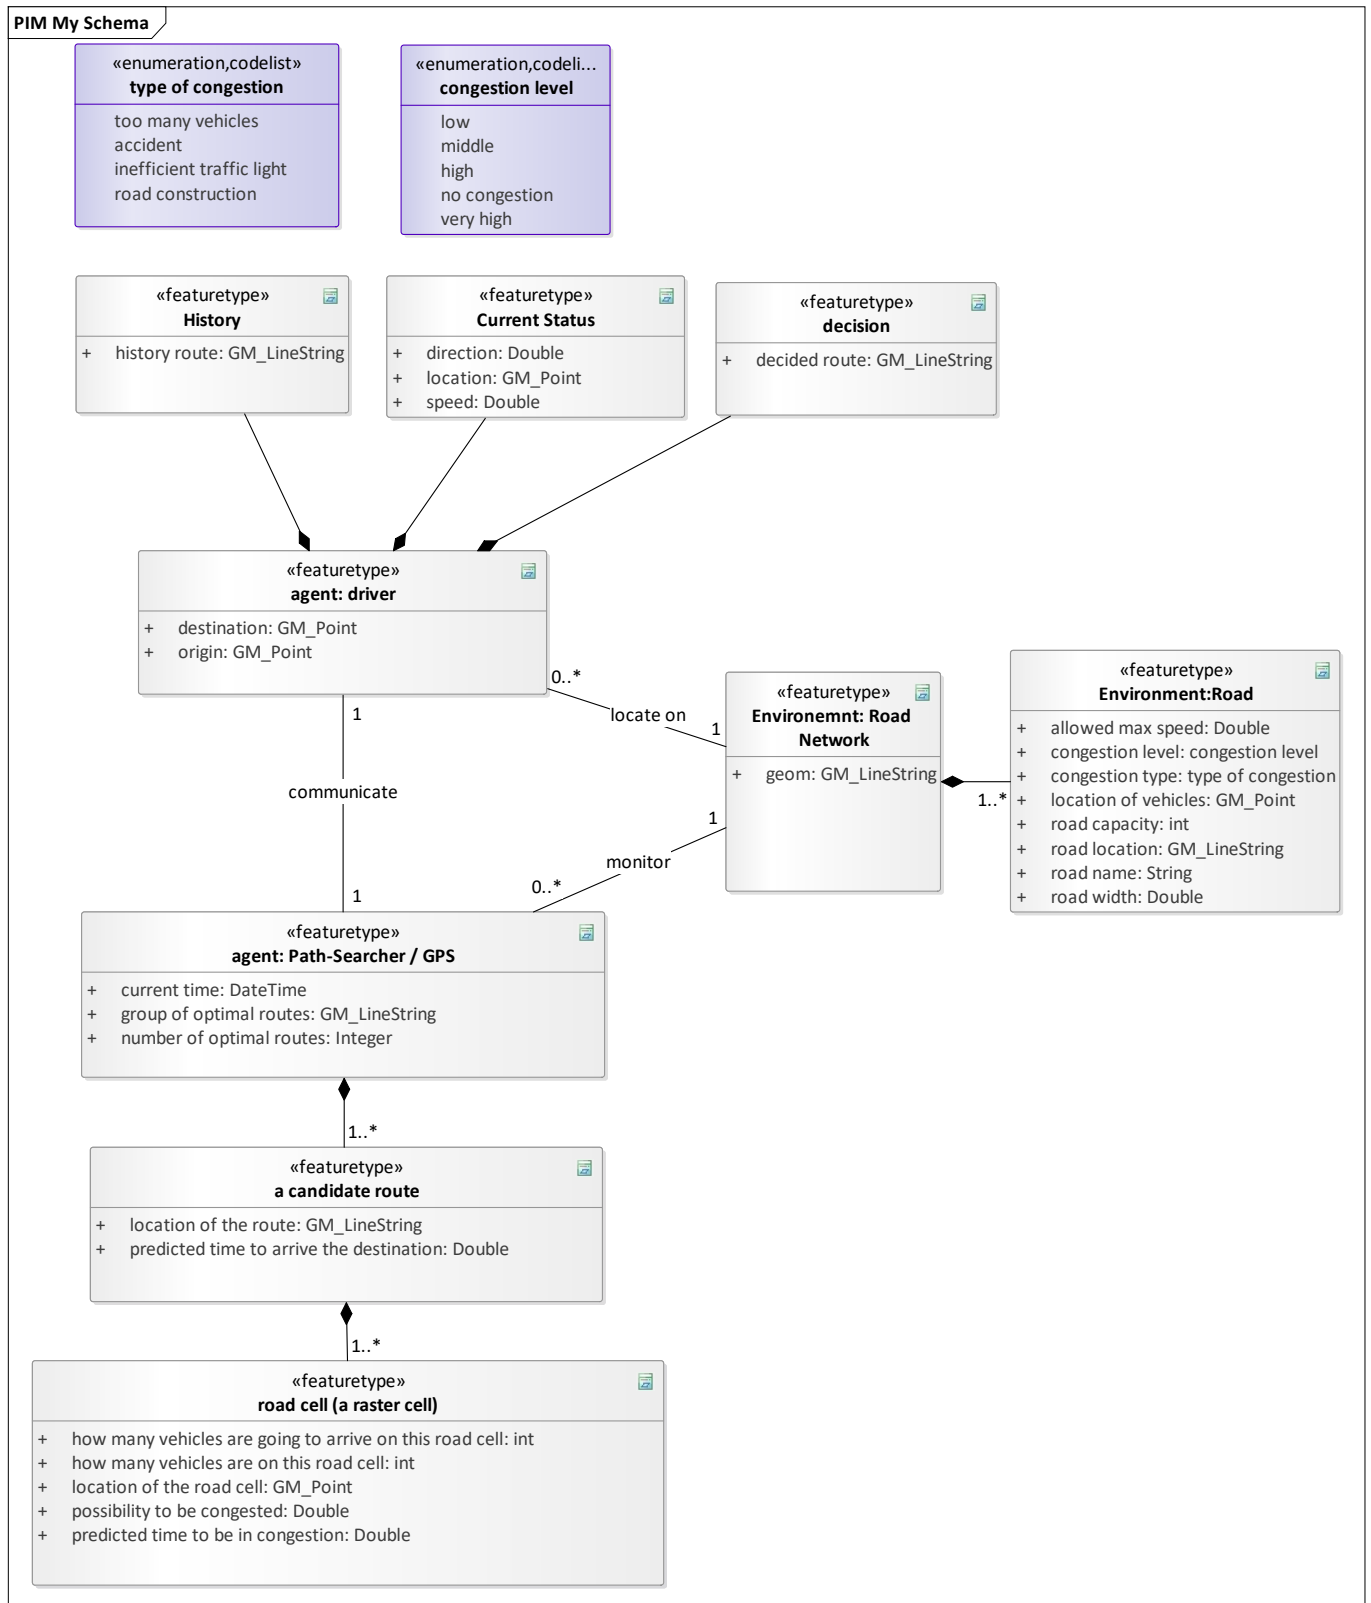 PIM My Schema
«enumeration,codelist»
type of congestion
too many vehicles
accident
inefficient traffic light
road construction
«enumeration,codeli...
congestion level
low
middle
high
no congestion
very high
«featuretype»
History
+ history route: GM_LineString
«featuretype»
Current Status
+ direction: Double
+ location: GM_Point
+ speed: Double
«featuretype»
decision
+ decided route: GM_LineString
«featuretype»
agent: driver
+ destination: GM_Point
+ origin: GM_Point
0..*
locate on
1
1
communicate
1
«featuretype»
Environemnt: Road
Network
+ geom: GM_LineString
1..*
«featuretype»
Environment:Road
+ allowed max speed: Double
+ congestion level: congestion level
+ congestion type: type of congestion
+ location of vehicles: GM_Point
+ road capacity: int
+ road location: GM_LineString
+ road name: String
+ road width: Double
1
monitor
0..*
«featuretype»
agent: Path-Searcher / GPS
+ current time: DateTime
+ group of optimal routes: GM_LineString
+ number of optimal routes: Integer
1..*
«featuretype»
a candidate route
+ location of the route: GM_LineString
+ predicted time to arrive the destination: Double
1..*
«featuretype»
road cell (a raster cell)
+ how many vehicles are going to arrive on this road cell: int
+ how many vehicles are on this road cell: int
+ location of the road cell: GM_Point
+ possibility to be congested: Double
+ predicted time to be in congestion: Double